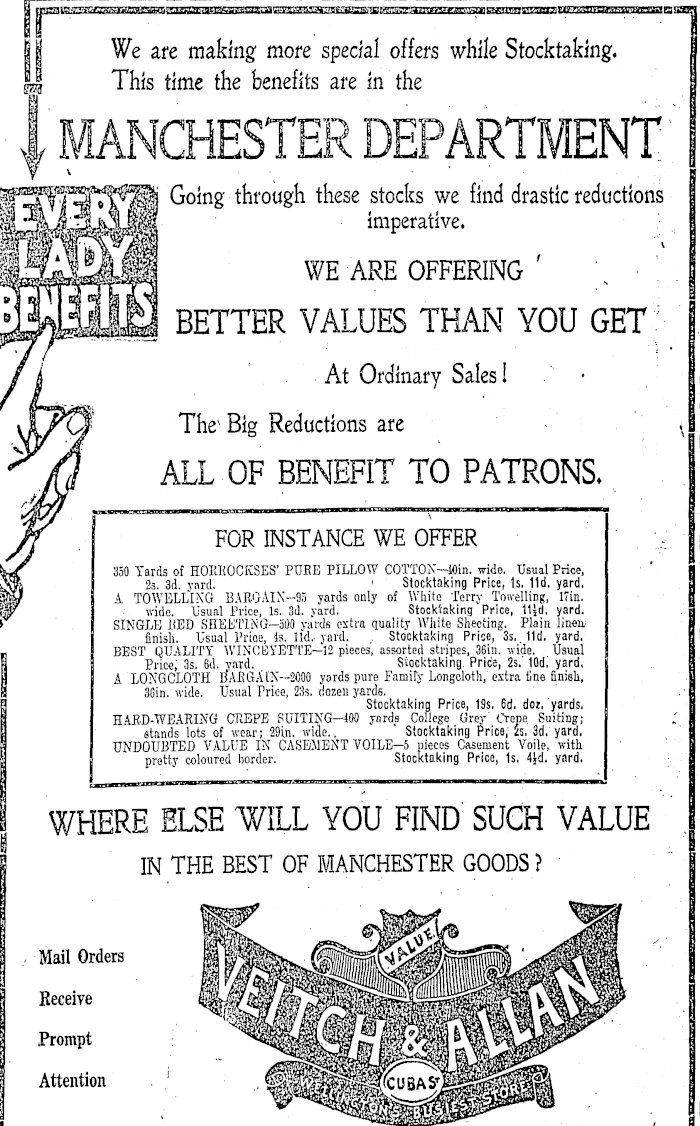 We are making more special offers while Stocktaking.
This time the benefits are in the
MANCHESTER DEPARTMENT
EVERY
LADY
BENEFITS
Going through these stocks we find drastic reductions
imperative.
WE ARE OFFERING
BETTER VALUES THAN YOU GET
At Ordinary Sales!
The Big Reductions are
ALL OF BENEFIT TO PATRONS.
FOR INSTANCE WE OFFER
350 Yards of HORROCKSES' PURE PILLOW COTTON—40in. wide. Usual Price,
2s. 3d. yard. Stocktaking Price, 1s. 11d. yard.
A TOWELLING BARGAIN—95 yards only of White Terry Towelling, 17in.
wide. Usual Price, 1s. 3d. yard. Stocktaking Price, 11½d. yard.
SINGLE BED SHEETING—500 yards extra quality White Sheeting. Plain linen
finish. Usual Price, 4s. 11d. yard. Stocktaking Price, 3s. 11d. yard.
BEST QUALITY WINCEYETTE—12 pieces, assorted stripes, 36in. wide. Usual
Price, 3s. 6d. yard. Stocktaking Price, 2s. 10d. yard.
A LONGCLOTH BARGAIN—2000 yards pure Family Longcloth, extra fine finish,
36in. wide. Usual Price, 23s. dozen yards.
Stocktaking Price, 19s. 6d. doz. yards.
HARD-WEARING CREPE SUITING—400 yards College Grey Crepe Suiting;
stands lots of wear; 29in. wide. Stocktaking Price, 2s. 3d. yard.
UNDOUBTED VALUE IN CASEMENT VOILE—5 pieces Casement Voile, with
pretty coloured border. Stocktaking Price, 1s. 4½d. yard.
WHERE ELSE WILL YOU FIND SUCH VALUE
IN THE BEST OF MANCHESTER GOODS?
Mail Orders
Receive
Prompt
Attention
VALUE
VEITCH & ALLAN
CUBA ST
WELLINGTON'S BUSIEST STORE